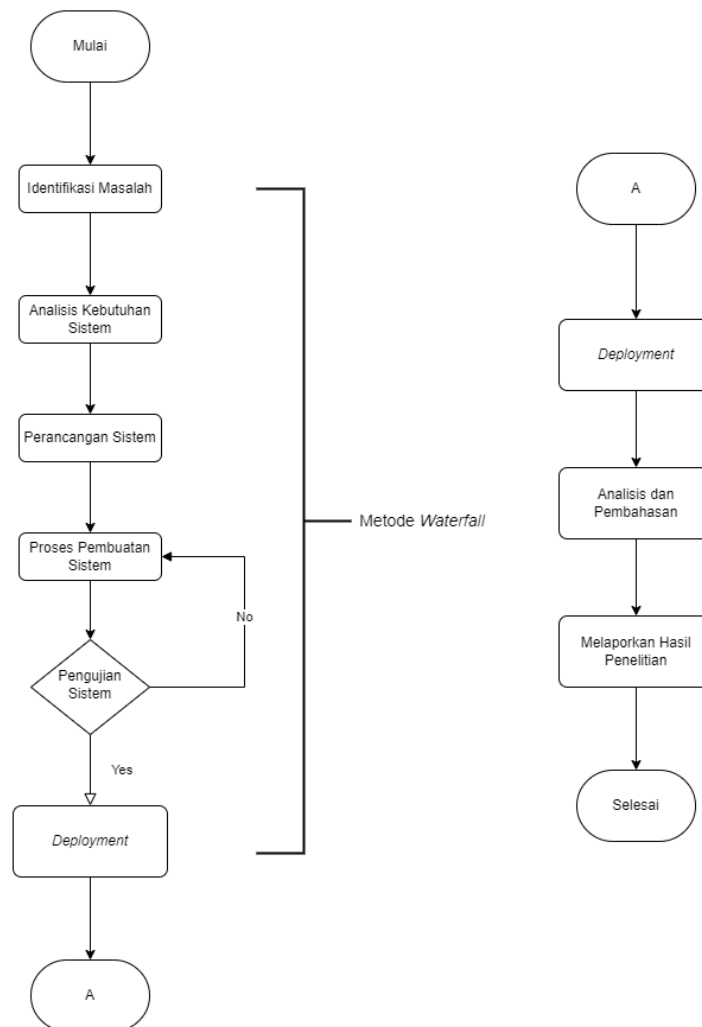 Mulai
Identifikasi Masalah
Analisis Kebutuhan
Sistem
Perancangan Sistem
Proses Pembuatan
Sistem
No
Pengujian
Sistem
Yes
Deployment
A
Metode Waterfall
A
Deployment
Analisis dan
Pembahasan
Melaporkan Hasil
Penelitian
Selesai